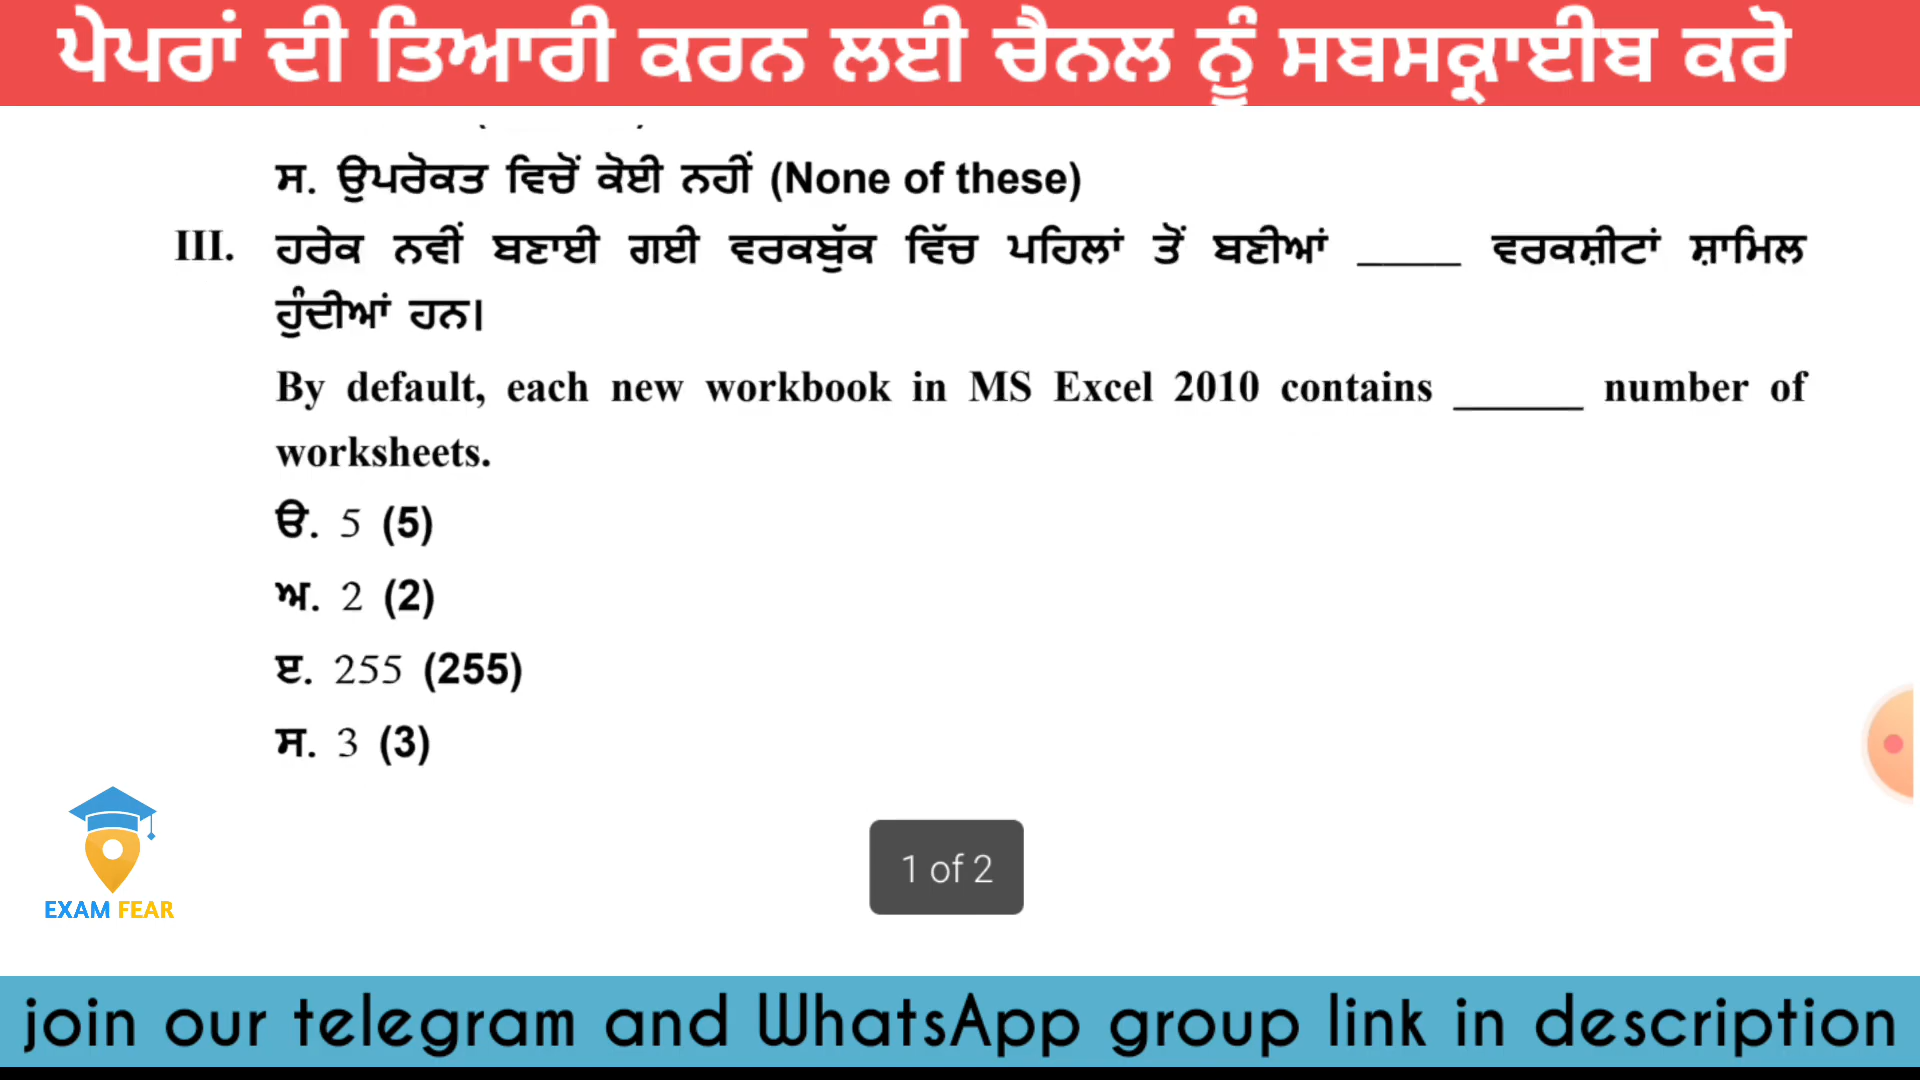 ਪੇਪਰਾਂ ਦੀ ਤਿਆਰੀ ਕਰਨ ਲਈ ਚੈਨਲ ਨੂੰ ਸਬਸਕ੍ਰਾਈਬ ਕਰੋ
ਸ. ਉਪਰੋਕਤ ਵਿਚੋਂ ਕੋਈ ਨਹੀਂ (None of these)
III. ਹਰੇਕ ਨਵੀਂ ਬਣਾਈ ਗਈ ਵਰਕਬੁੱਕ ਵਿੱਚ ਪਹਿਲਾਂ ਤੋਂ ਬਣੀਆਂ ____ ਵਰਕਸ਼ੀਟਾਂ ਸ਼ਾਮਿਲ
ਹੁੰਦੀਆਂ ਹਨ।
By default, each new workbook in MS Excel 2010 contains ______ number of
worksheets.
ੳ. 5 (5)
ਅ. 2 (2)
ੲ. 255 (255)
ਸ. 3 (3)
EXAM FEAR
1 of 2
join our telegram and WhatsApp group link in description